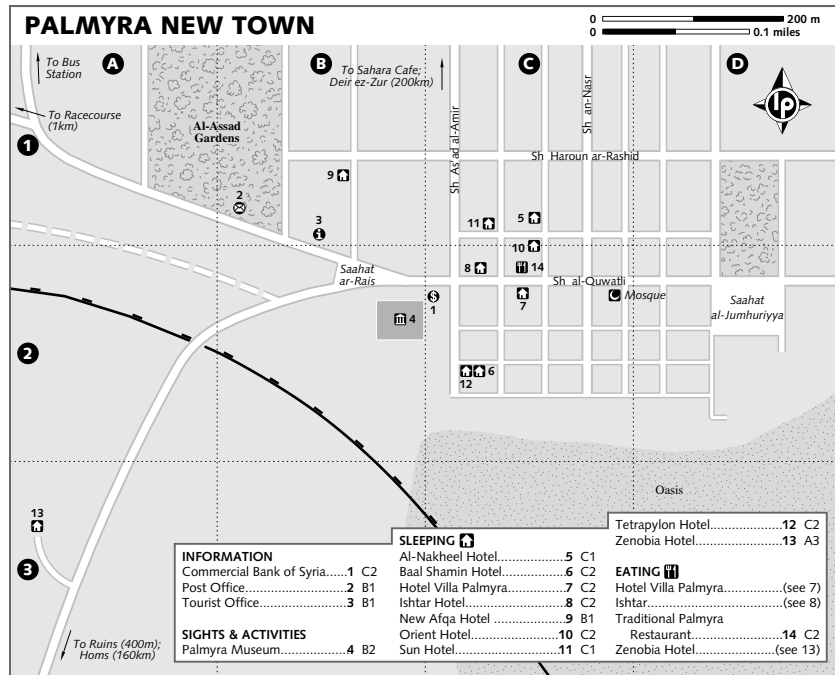 PALMYRA NEW TOWN
0 200 m
0 0.1 miles
A
B
C
D
To Bus
Station
To Sahara Cafe;
Deir ez-Zur (200km)
lp
To Racecourse
(1km)
Al-Assad
Gardens
Sh As'ad al-Amir
Sh an-Nasr
1
Sh Haroun ar-Rashid
9
2
3
i
11
5
10
8
14
Saahat
ar-Rais
Sh al-Quwatli
$
1
7
Mosque
Saahat
al-Jumhuriyya
4
2
6
12
Oasis
13
3
To Ruins (400m);
Homs (160km)
INFORMATION
Commercial Bank of Syria...1 C2
Post Office...2 B1
Tourist Office...3 B1
SIGHTS & ACTIVITIES
Palmyra Museum...4 B2
SLEEPING
Al-Nakheel Hotel...5 C1
Baal Shamin Hotel...6 C2
Hotel Villa Palmyra...7 C2
Ishtar Hotel...8 C2
New Afqa Hotel...9 B1
Orient Hotel...10 C2
Sun Hotel...11 C1
Tetrapylon Hotel...12 C2
Zenobia Hotel...13 A3
EATING
Hotel Villa Palmyra...(see 7)
Ishtar...(see 8)
Traditional Palmyra
Restaurant...14 C2
Zenobia Hotel...(see 13)